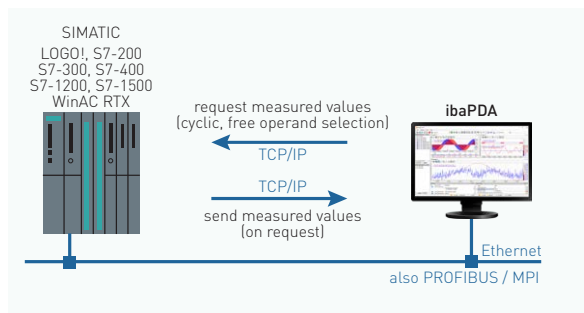 SIMATIC
LOGO!, S7-200
S7-300, S7-400
S7-1200, S7-1500
WinAC RTX
request measured values
(cyclic, free operand selection)
TCP/IP
TCP/IP
send measured values
(on request)
ibaPDA
Ethernet
also PROFIBUS / MPI